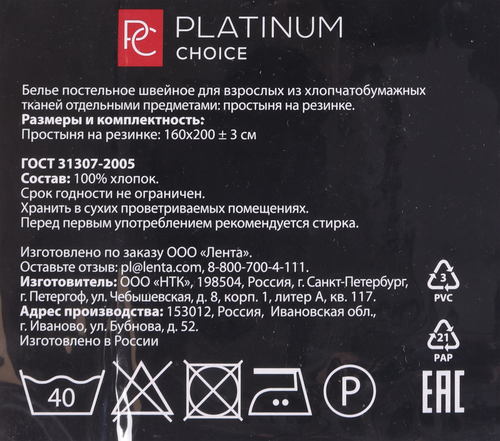 PC PLATINUM
CHOICE
Белье постельное швейное для взрослых из хлопчатобумажных
тканей отдельными предметами: простыня на резинке.
Размеры и комплектность:
Простыня на резинке: 160х200 ± 3 см
ГОСТ 31307-2005
Состав: 100% хлопок.
Срок годности не ограничен.
Хранить в сухих проветриваемых помещениях.
Перед первым употреблением рекомендуется стирка.
Изготовлено по заказу ООО «Лента».
Оставьте отзыв: pl@lenta.com, 8-800-700-4-111.
Изготовитель: ООО «НТК», 198504, Россия, г. Санкт-Петербург,
г. Петергоф, ул. Чебышевская, д. 8, корп. 1, литер А, кв. 117.
Адрес производства: 153012, Россия, Ивановская обл.,
г. Иваново, ул. Бубнова, д. 52.
Изготовлено в России
3
PVC
21
PAP
40
P
ЕАС